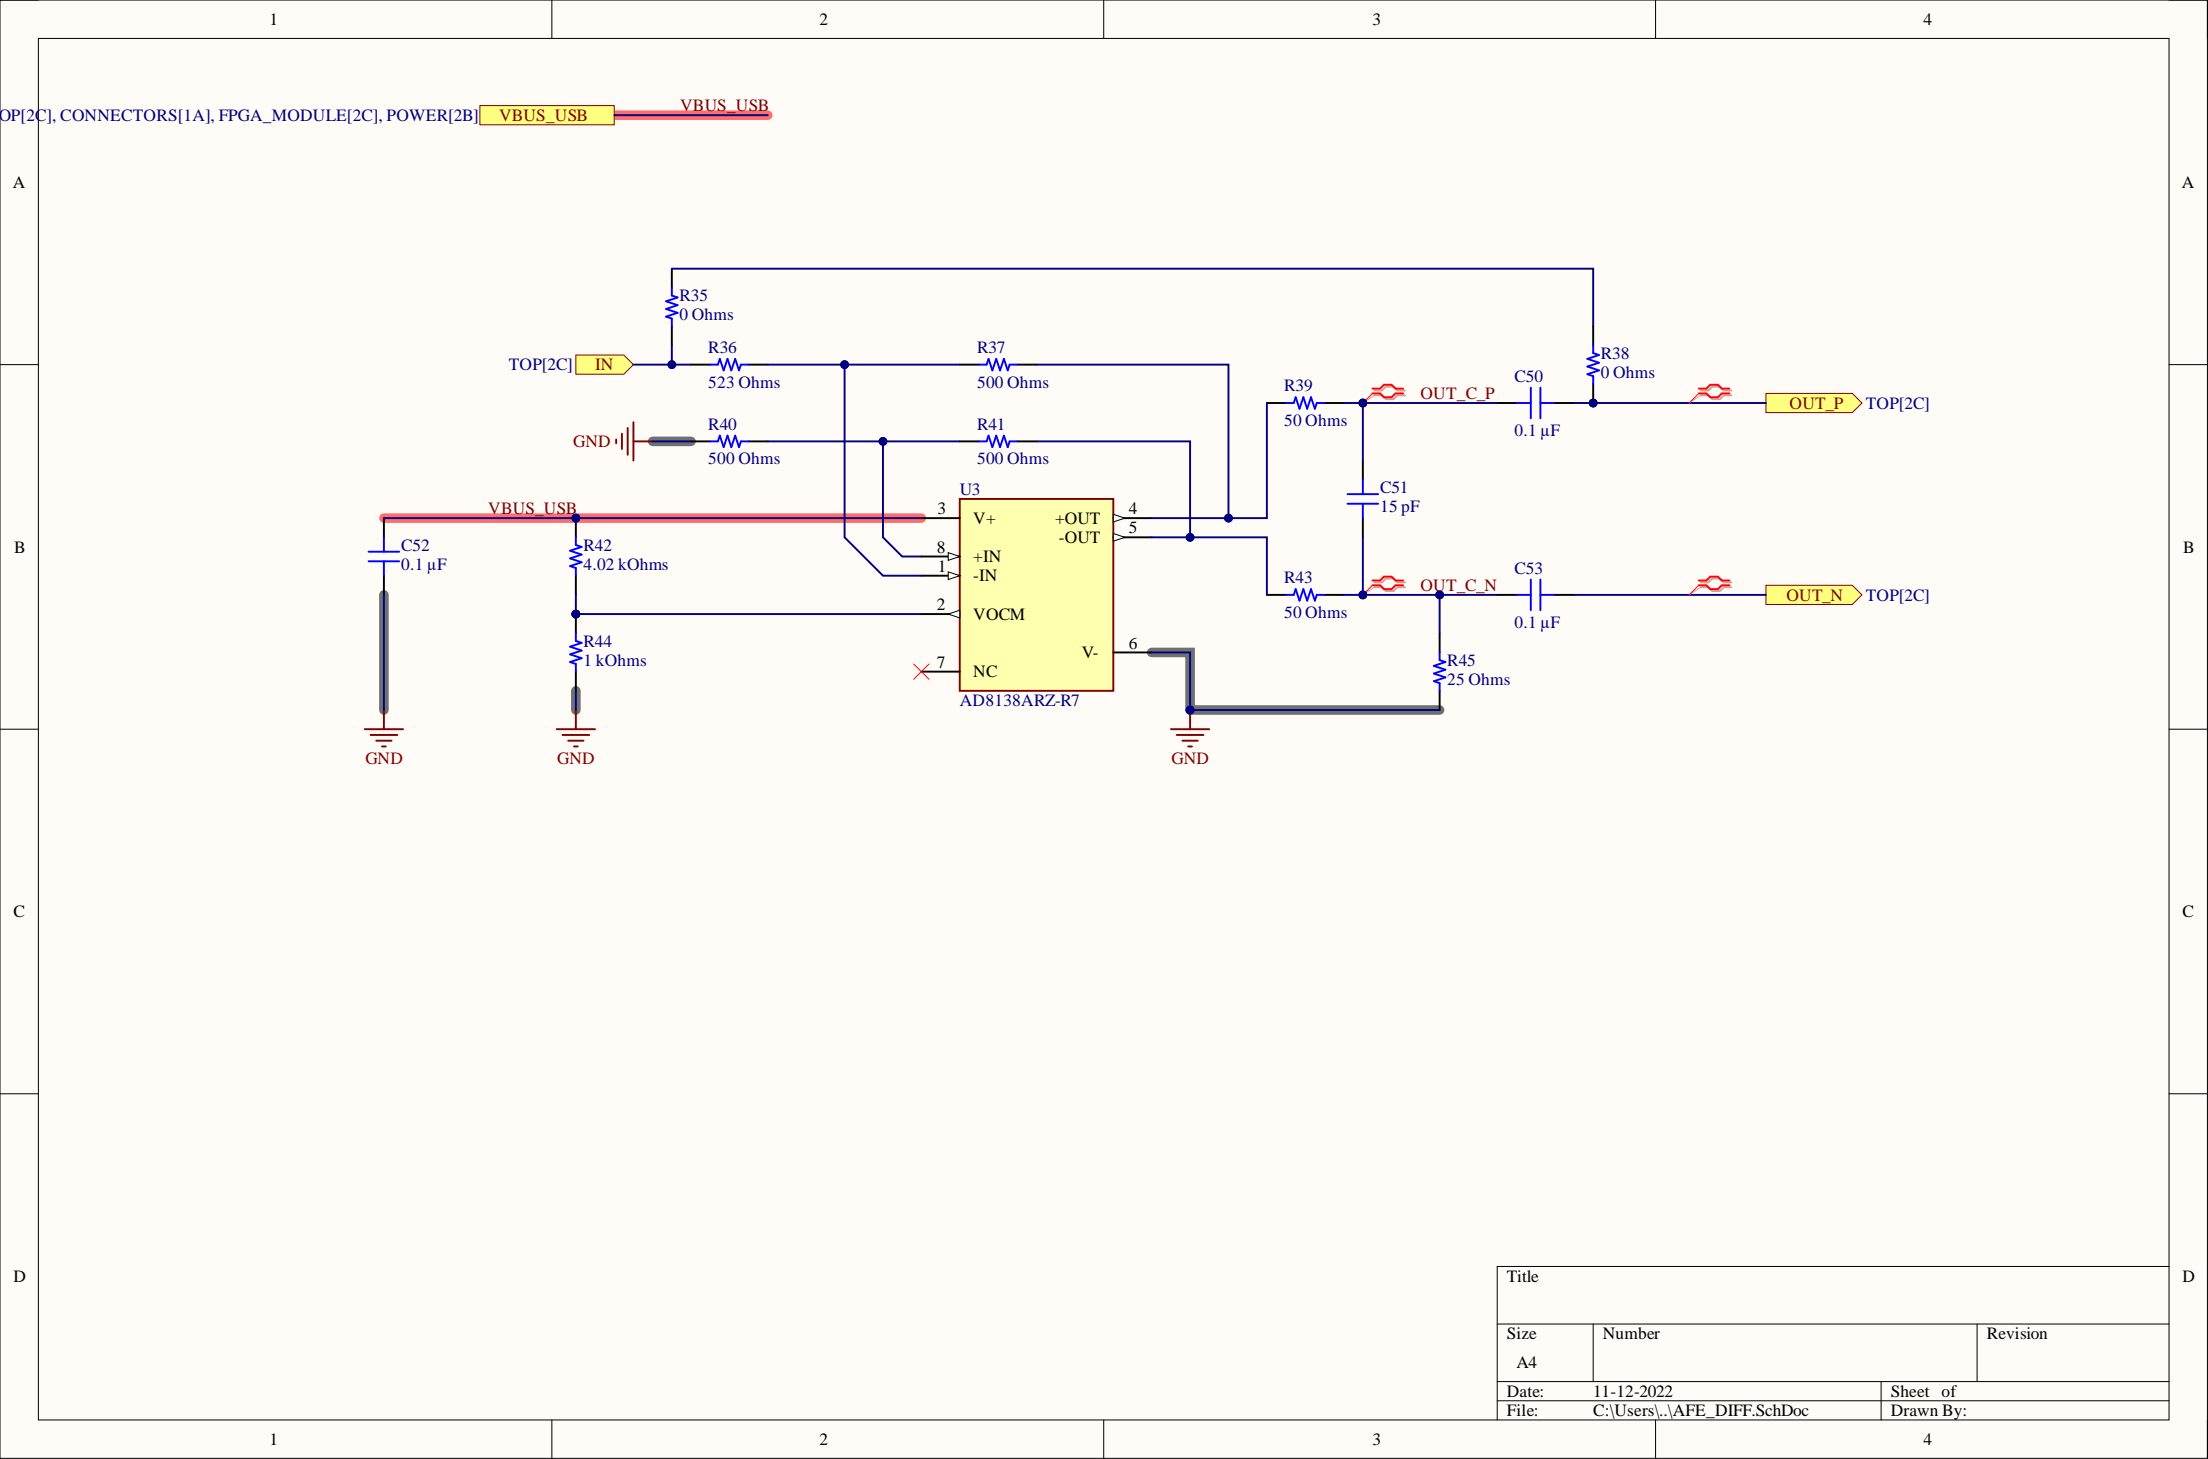 1 2 3 4
OP[2C], CONNECTORS[1A], FPGA_MODULE[2C], POWER[2B] VBUS_USB VBUS_USB
A A
R35
0 Ohms
TOP[2C] IN R36 R37
523 Ohms 500 Ohms
R38
0 Ohms
R39 OUT_C_P C50
50 Ohms 0.1 µF
OUT_P TOP[2C]
GND R40 R41
500 Ohms 500 Ohms
U3
VBUS_USB 3 V+ +OUT 4
-OUT 5
C51
15 pF
B B
C52
0.1 µF
R42
4.02 kOhms
8 +IN
1 -IN
2 VOCM
R43 OUT_C_N C53
50 Ohms 0.1 µF
OUT_N TOP[2C]
R44
1 kOhms
V- 6
7 NC
R45
25 Ohms
AD8138ARZ-R7
GND GND GND
C C
D D
Title
Size Number Revision
A4
Date: 11-12-2022 Sheet of
File: C:\Users\..\AFE_DIFF.SchDoc Drawn By:
1 2 3 4